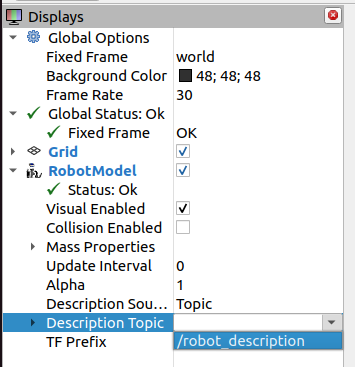 Displays
Global Options
Fixed Frame world
Background Color 48; 48; 48
Frame Rate 30
Global Status: Ok
Fixed Frame OK
Grid
RobotModel
Status: Ok
Visual Enabled
Collision Enabled
Mass Properties
Update Interval 0
Alpha 1
Description Sou... Topic
Description Topic
TF Prefix /robot_description